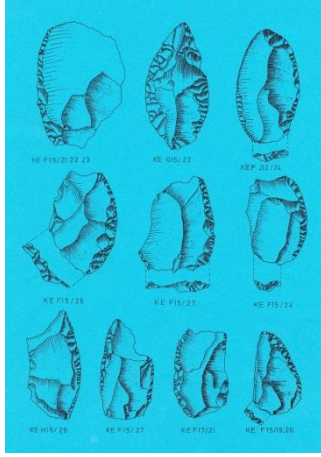 KE F15/21 22 23
KE G15/23
KEP J12/24
KE F15/25
KE F15/27
KE F15/24
KE H15/28
KE F15/27
KE F17/21
KE F15/19,20